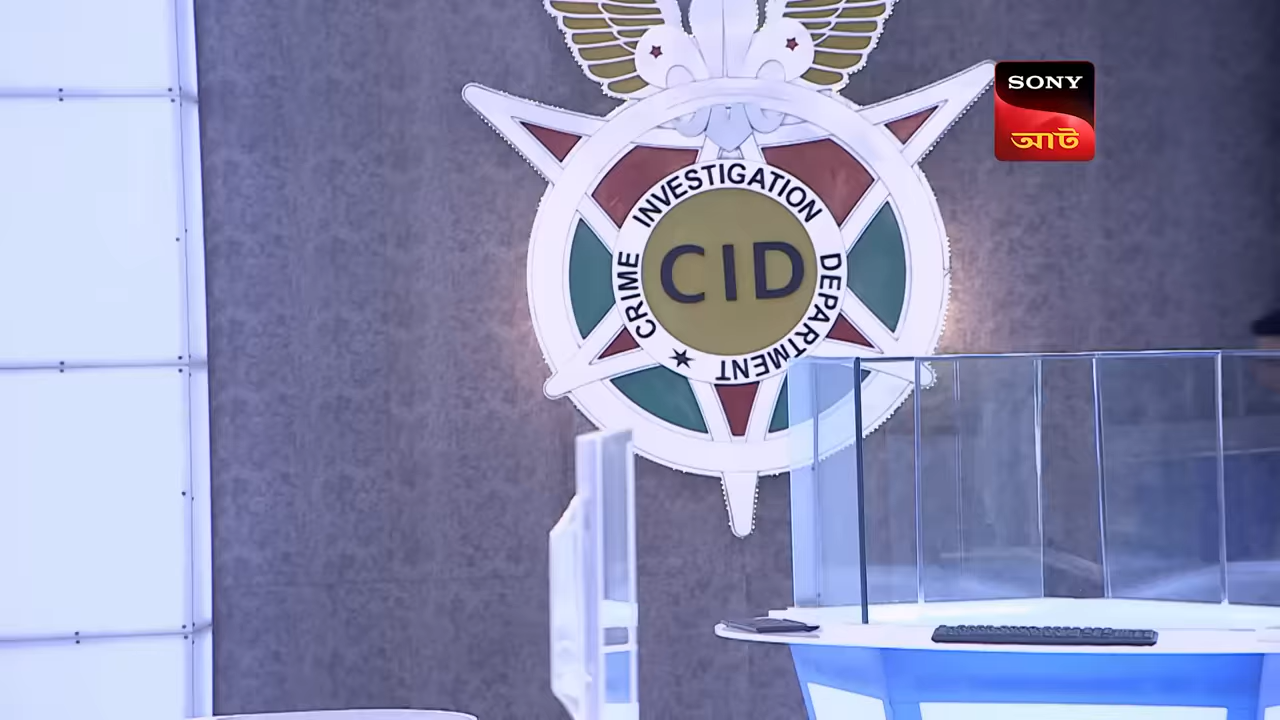 SONY
আট
CRIME INVESTIGATION DEPARTMENT
CID